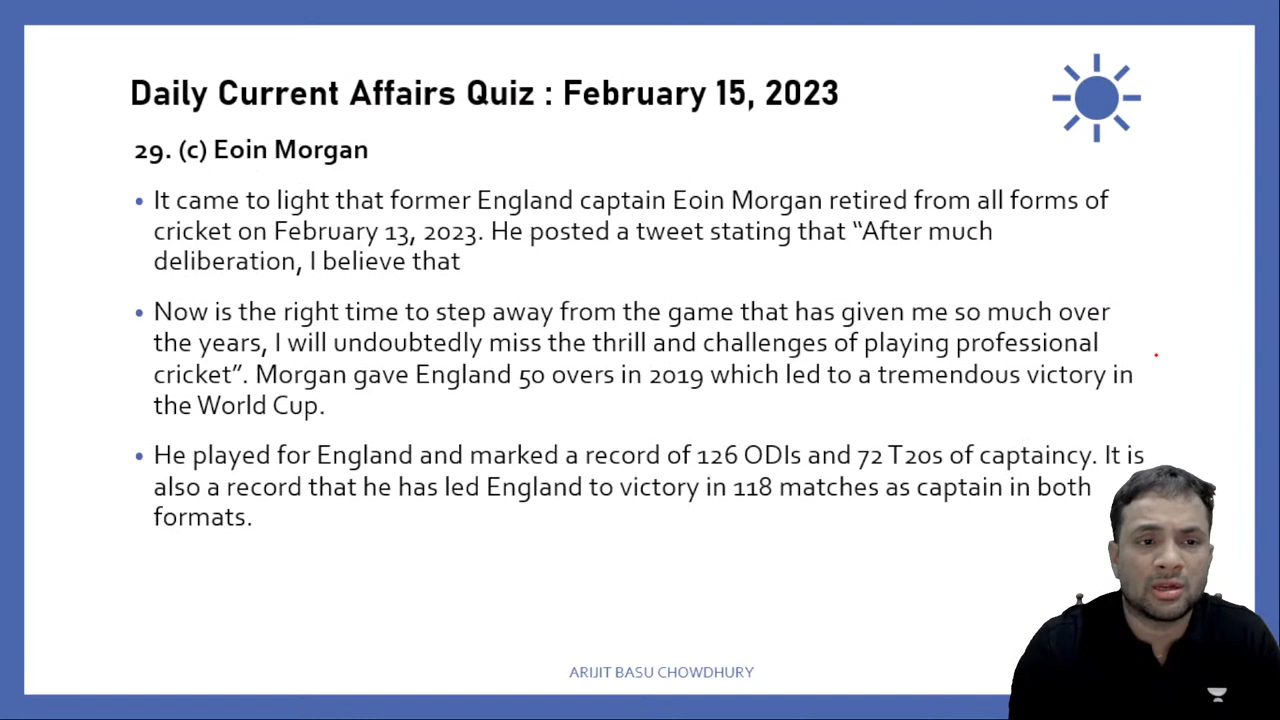 Daily Current Affairs Quiz : February 15, 2023
29. (c) Eoin Morgan
• It came to light that former England captain Eoin Morgan retired from all forms of
cricket on February 13, 2023. He posted a tweet stating that “After much
deliberation, I believe that
• Now is the right time to step away from the game that has given me so much over
the years, I will undoubtedly miss the thrill and challenges of playing professional
cricket”. Morgan gave England 50 overs in 2019 which led to a tremendous victory in
the World Cup.
• He played for England and marked a record of 126 ODIs and 72 T20s of captaincy. It is
also a record that he has led England to victory in 118 matches as captain in both
formats.
ARIJIT BASU CHOWDHURY